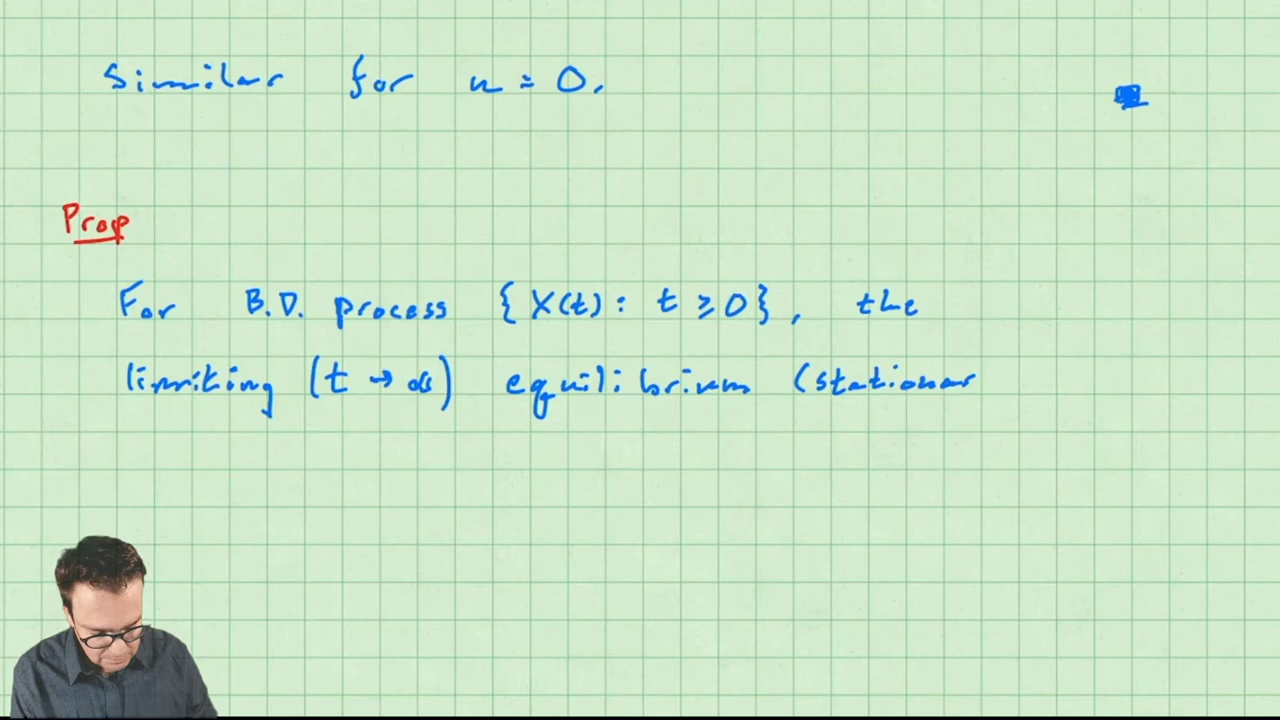 Similar for n = 0.
Prop
For B.D. process {X(t): t ≥ 0}, the
limiting (t → ∞) equilibrium (stationar